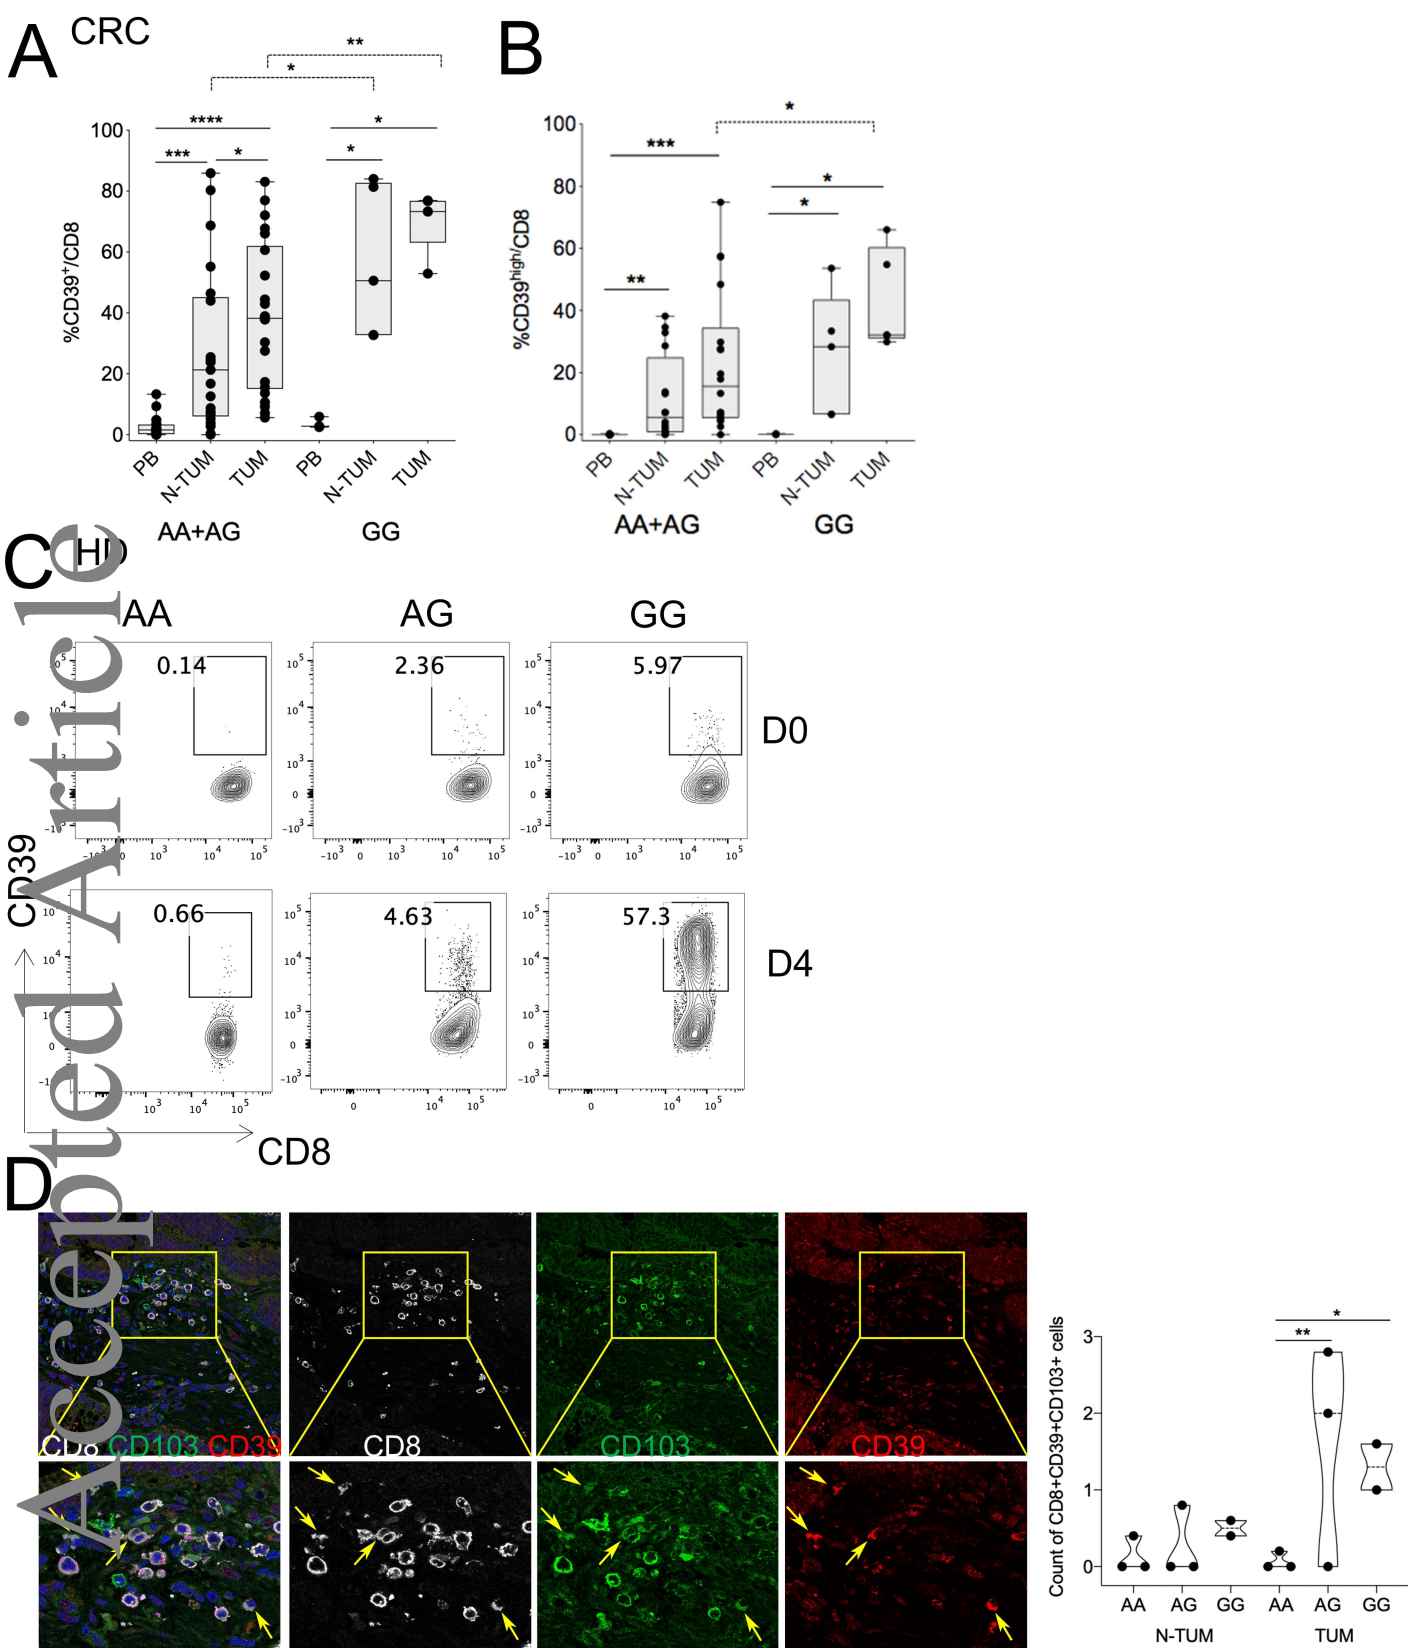 A CRC
**
*
****
*** *
*
*
100
80
60
40
20
0
%CD39+/CD8
PB N-TUM TUM PB N-TUM TUM
AA+AG GG
B
*
***
*
*
**
100
80
60
40
20
0
%CD39high/CD8
PB N-TUM TUM PB N-TUM TUM
AA+AG GG
C HD
AA AG GG
0.14 2.36 5.97
D0
0.66 4.63 57.3
D4
CD39
CD8
D
CD8 CD103 CD39
CD8
CD103
CD39
Count of CD8+CD39+CD103+ cells
*
**
3
2
1
0
AA AG GG AA AG GG
N-TUM TUM
Accepted Article